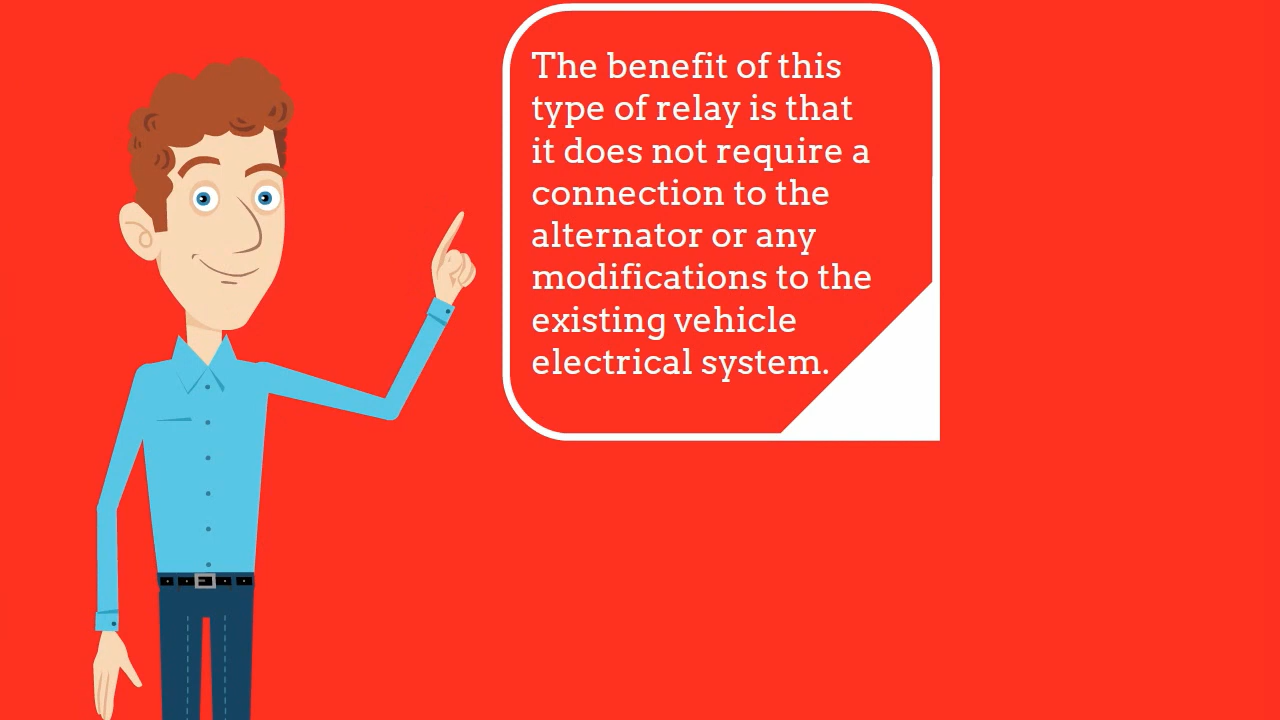 The benefit of this
type of relay is that
it does not require a
connection to the
alternator or any
modifications to the
existing vehicle
electrical system.